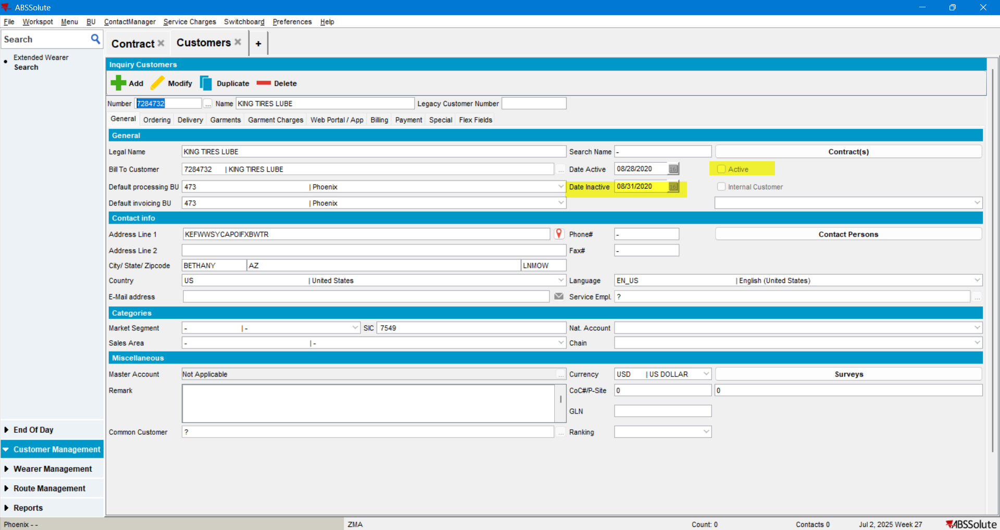 ABSSolute
File Workspot Menu BU ContactManager Service Charges Switchboard Preferences Help
Search
Contract Customers +
Extended Wearer
Search
Inquiry Customers
Add Modify Duplicate Delete
Number 7284732 ... Name KING TIRES LUBE Legacy Customer Number
General Ordering Delivery Garments Garment Charges Web Portal / App Billing Payment Special Flex Fields
General
Legal Name KING TIRES LUBE Search Name - Contract(s)
Bill To Customer 7284732 | KING TIRES LUBE ... Date Active 08/28/2020 16 Active
Default processing BU 473 | Phoenix Date Inactive 08/31/2020 16 Internal Customer
Default invoicing BU 473 | Phoenix
Contact info
Address Line 1 KEFWWSYCAPOIFXBWTR Phone# - Contact Persons
Address Line 2 Fax# -
City/ State/ Zipcode BETHANY AZ LNMOW
Country US | United States Language EN_US | English (United States)
E-Mail address Service Empl. ? ...
Categories
Market Segment - | - SIC 7549 Nat. Account
Sales Area - | - Chain
Miscellaneous
Master Account Not Applicable ... Currency USD | US DOLLAR Surveys
Remark CoC#/P-Site 0 0
GLN
Common Customer ? ... Ranking
End Of Day
Customer Management
Wearer Management
Route Management
Reports
Phoenix - - ZMA Count: 0 Contacts 0 Jul 2, 2025 Week 27 ABSSolute